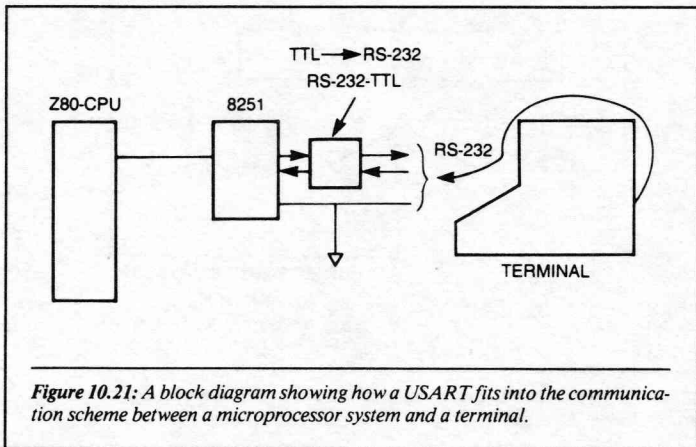 TTL → RS-232
RS-232-TTL
Z80-CPU
8251
RS-232
TERMINAL
Figure 10.21: A block diagram showing how a USART fits into the communica-
tion scheme between a microprocessor system and a terminal.